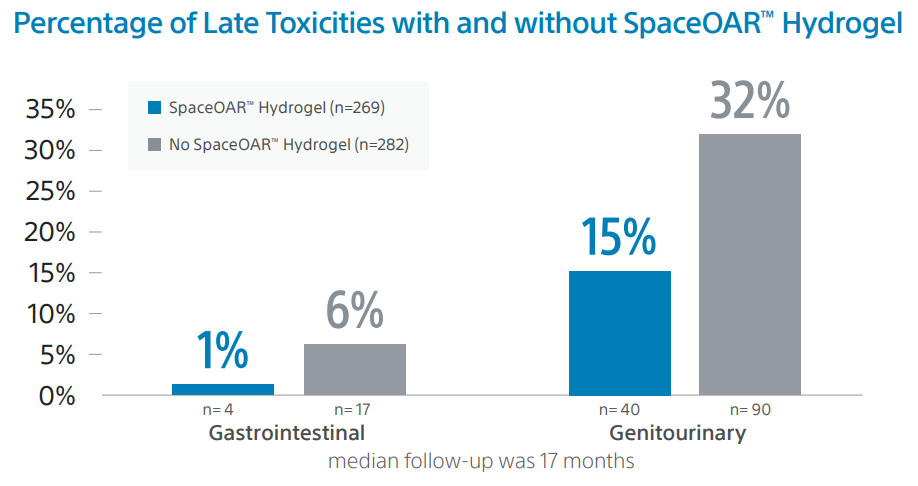 Percentage of Late Toxicities with and without SpaceOAR™ Hydrogel
SpaceOAR™ Hydrogel (n=269)
No SpaceOAR™ Hydrogel (n=282)
35%
30%
25%
20%
15%
10%
5%
0%
1%
6%
15%
32%
n= 4
n= 17
n= 40
n= 90
Gastrointestinal
Genitourinary
median follow-up was 17 months